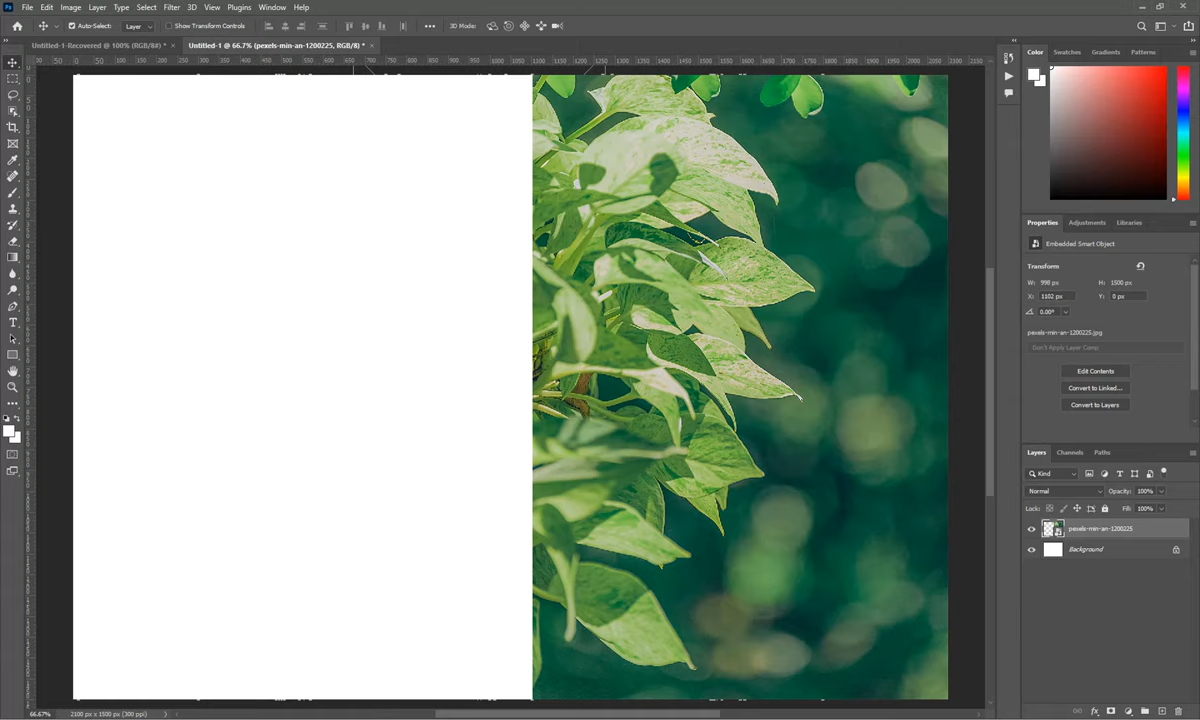 File Edit Image Layer Type Select Filter 3D View Plugins Window Help
Auto-Select: Layer Show Transform Controls 3D Mode:
Untitled-1-Recovered @ 100% (RGB/8#) * × Untitled-1 @ 66.7% (pexels-min-an-1200225, RGB/8) * ×
Color Swatches Gradients Patterns
Properties Adjustments Libraries
Embedded Smart Object
Transform
W: 998 px H: 1500 px
X: 1102 px Y: 0 px
0.00°
pexels-min-an-1200225.jpg
Don't Apply Layer Comp
Edit Contents
Convert to Linked...
Convert to Layers
Layers Channels Paths
Kind
Normal Opacity: 100%
Lock: Fill: 100%
pexels-min-an-1200225
Background
66.67% 2100 px x 1500 px (300 ppi)